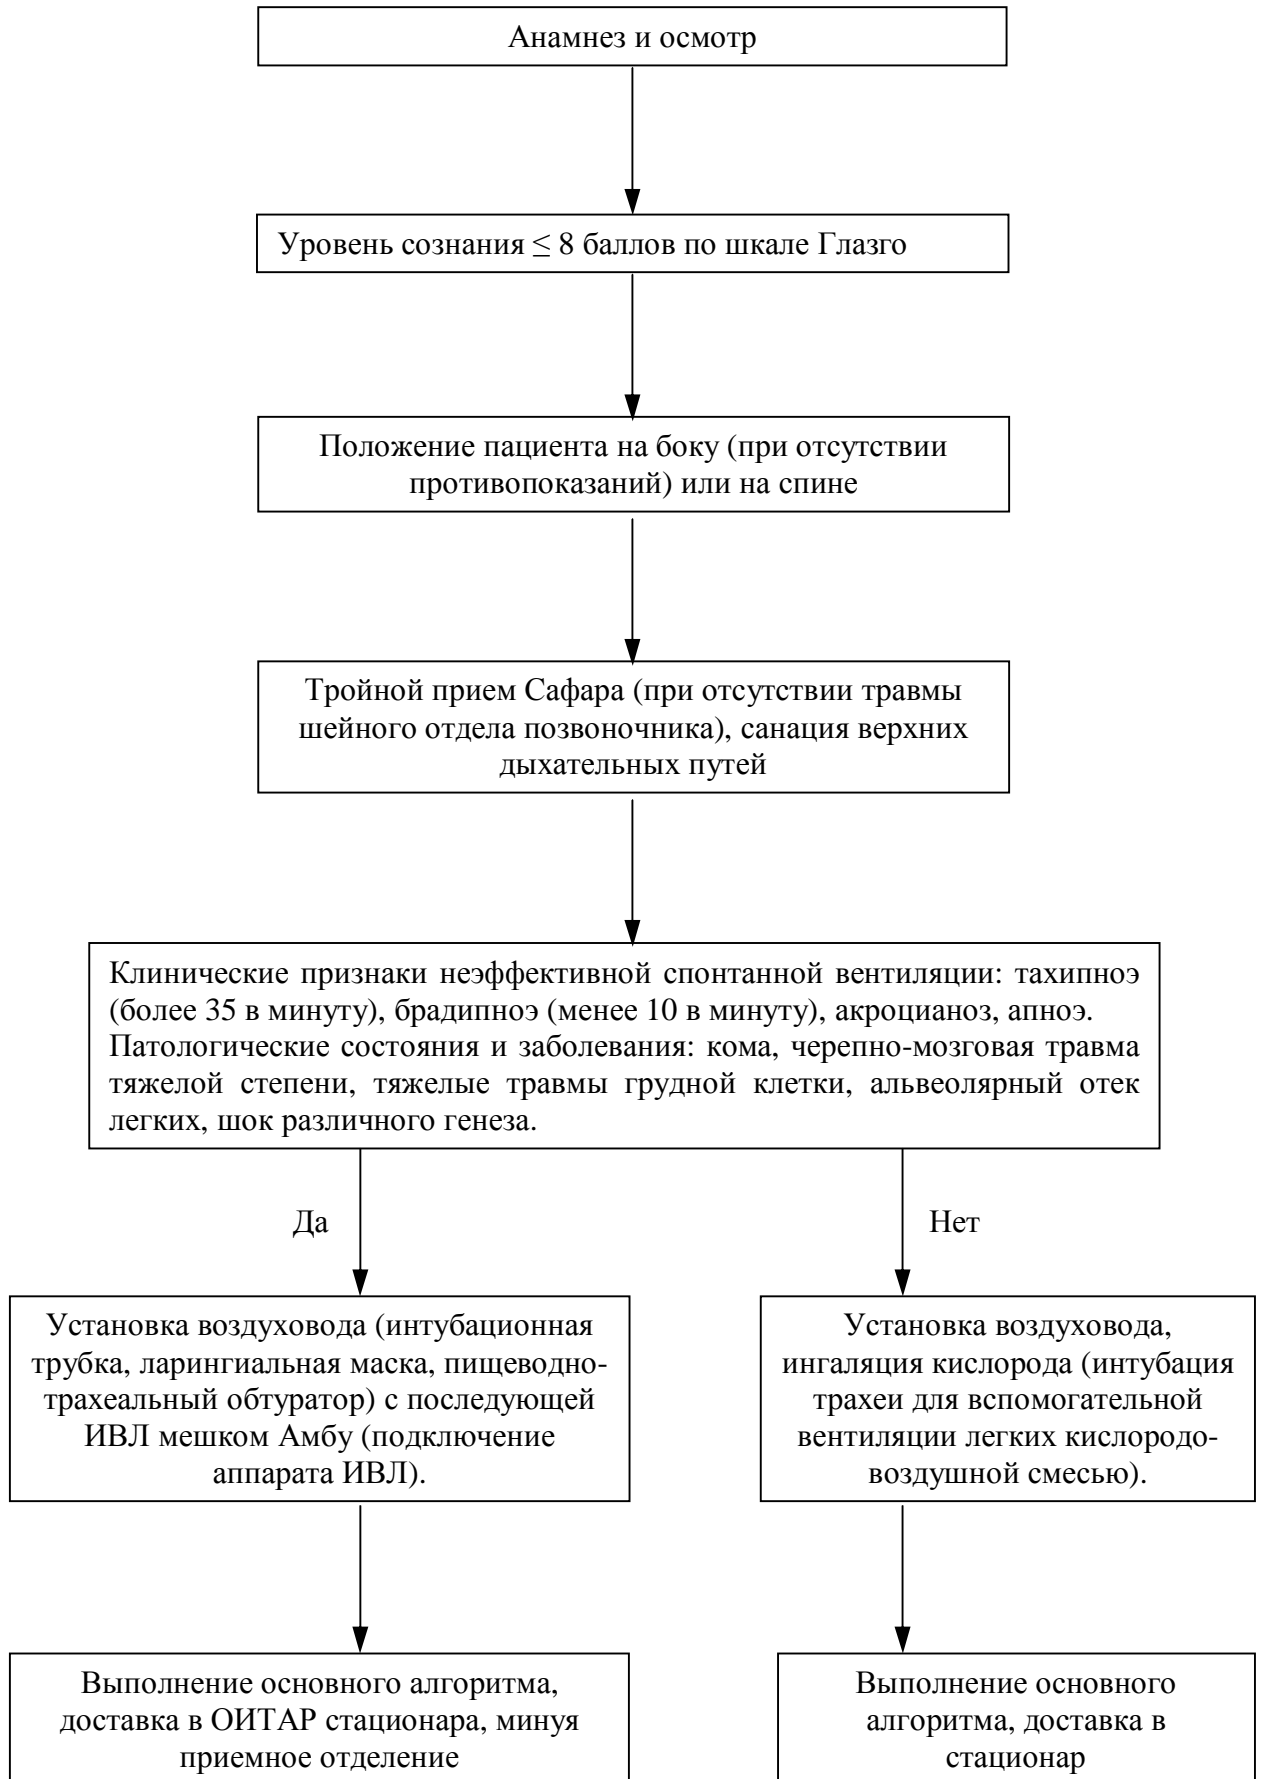 Анамнез и осмотр
Уровень сознания ≤ 8 баллов по шкале Глазго
Положение пациента на боку (при отсутствии
противопоказаний) или на спине
Тройной прием Сафара (при отсутствии травмы
шейного отдела позвоночника), санация верхних
дыхательных путей
Клинические признаки неэффективной спонтанной вентиляции: тахипноэ
(более 35 в минуту), брадипноэ (менее 10 в минуту), акроцианоз, апноэ.
Патологические состояния и заболевания: кома, черепно-мозговая травма
тяжелой степени, тяжелые травмы грудной клетки, альвеолярный отек
легких, шок различного генеза.
Да
Нет
Установка воздуховода (интубационная
трубка, ларингиальная маска, пищеводно-
трахеальный обтуратор) с последующей
ИВЛ мешком Амбу (подключение
аппарата ИВЛ).
Установка воздуховода,
ингаляция кислорода (интубация
трахеи для вспомогательной
вентиляции легких кислородо-
воздушной смесью).
Выполнение основного алгоритма,
доставка в ОИТАР стационара, минуя
приемное отделение
Выполнение основного
алгоритма, доставка в
стационар